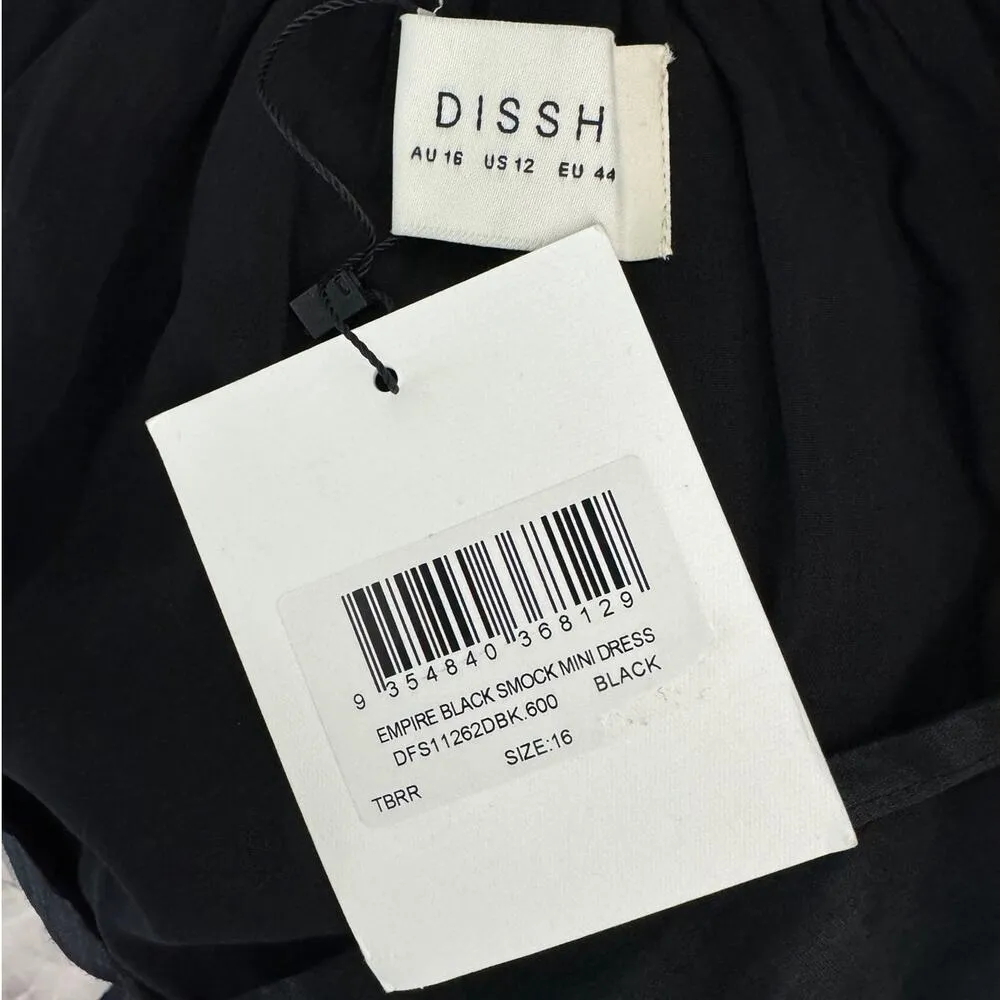 DISSH
AU 16 US 12 EU 44
9 354840 368129
EMPIRE BLACK SMOCK MINI DRESS
DFS11262DBK.600 BLACK
SIZE:16
TBRR